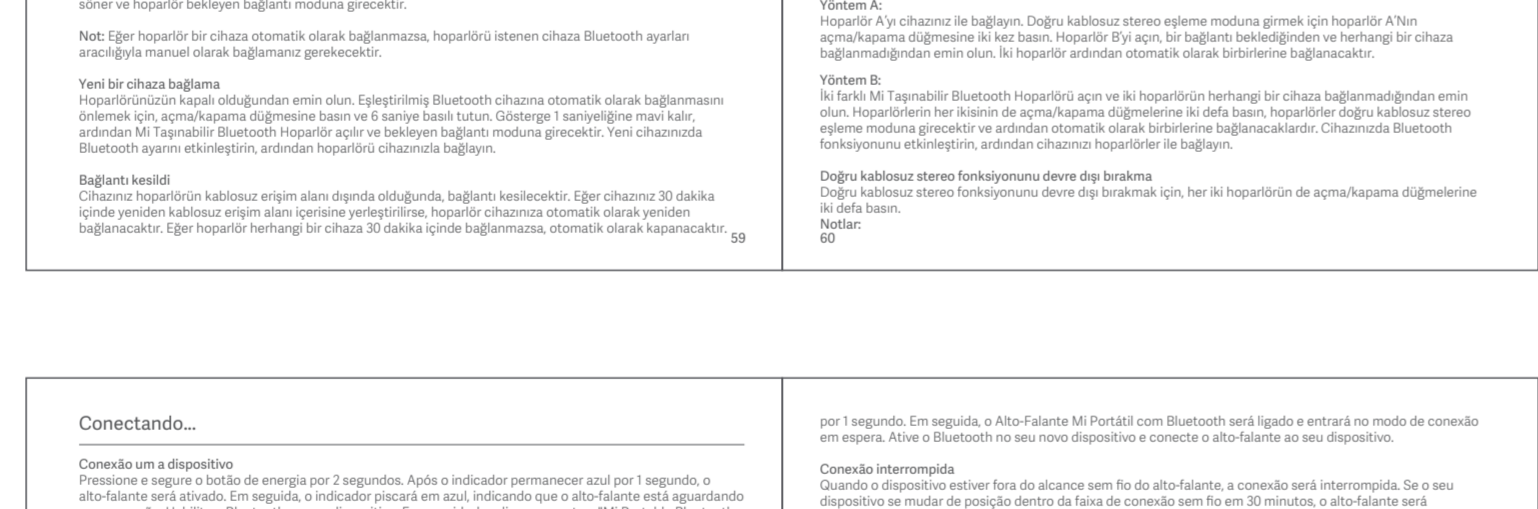 söner ve hoparlör bekleyen bağlantı moduna girecektir.
Not: Eğer hoparlör bir cihaza otomatik olarak bağlanmazsa, hoparlörü istenen cihaza Bluetooth ayarları
aracılığıyla manuel olarak bağlamanız gerekecektir.
Yeni bir cihaza bağlama
Hoparlörünüzün kapalı olduğundan emin olun. Eşleştirilmiş Bluetooth cihazına otomatik olarak bağlanmasını
önlemek için, açma/kapama düğmesine basın ve 6 saniye basılı tutun. Gösterge 1 saniyeliğine mavi kalır,
ardından Mi Taşınabilir Bluetooth Hoparlör açılır ve bekleyen bağlantı moduna girecektir. Yeni cihazınızda
Bluetooth ayarını etkinleştirin, ardından hoparlörü cihazınızla bağlayın.
Bağlantı kesildi
Cihazınız hoparlörün kablosuz erişim alanı dışında olduğunda, bağlantı kesilecektir. Eğer cihazınız 30 dakika
içinde yeniden kablosuz erişim alanı içerisine yerleştirilirse, hoparlör cihazınıza otomatik olarak yeniden
bağlanacaktır. Eğer hoparlör herhangi bir cihaza 30 dakika içinde bağlanmazsa, otomatik olarak kapanacaktır.
59
Yöntem A:
Hoparlör A'yı cihazınız ile bağlayın. Doğru kablosuz stereo eşleme moduna girmek için hoparlör A'Nın
açma/kapama düğmesine iki kez basın. Hoparlör B'yi açın, bir bağlantı beklediğinden ve herhangi bir cihaza
bağlanmadığından emin olun. İki hoparlör ardından otomatik olarak birbirlerine bağlanacaktır.
Yöntem B:
İki farklı Mi Taşınabilir Bluetooth Hoparlörü açın ve iki hoparlörün herhangi bir cihaza bağlanmadığından emin
olun. Hoparlörlerin her ikisinin de açma/kapama düğmelerine iki defa basın, hoparlörler doğru kablosuz stereo
eşleme moduna girecektir ve ardından otomatik olarak birbirlerine bağlanacaklardır. Cihazınızda Bluetooth
fonksiyonunu etkinleştirin, ardından cihazınızı hoparlörler ile bağlayın.
Doğru kablosuz stereo fonksiyonunu devre dışı bırakma
Doğru kablosuz stereo fonksiyonunu devre dışı bırakmak için, her iki hoparlörün de açma/kapama düğmelerine
iki defa basın.
Notlar:
60
Conectando...
Conexão um a dispositivo
Pressione e segure o botão de energia por 2 segundos. Após o indicador permanecer azul por 1 segundo, o
alto-falante será ativado. Em seguida, o indicador piscará em azul, indicando que o alto-falante está aguardando
por 1 segundo. Em seguida, o Alto-Falante Mi Portátil com Bluetooth será ligado e entrará no modo de conexão
em espera. Ative o Bluetooth no seu novo dispositivo e conecte o alto-falante ao seu dispositivo.
Conexão interrompida
Quando o dispositivo estiver fora do alcance sem fio do alto-falante, a conexão será interrompida. Se o seu
dispositivo se mudar de posição dentro da faixa de conexão sem fio em 30 minutos, o alto-falante será